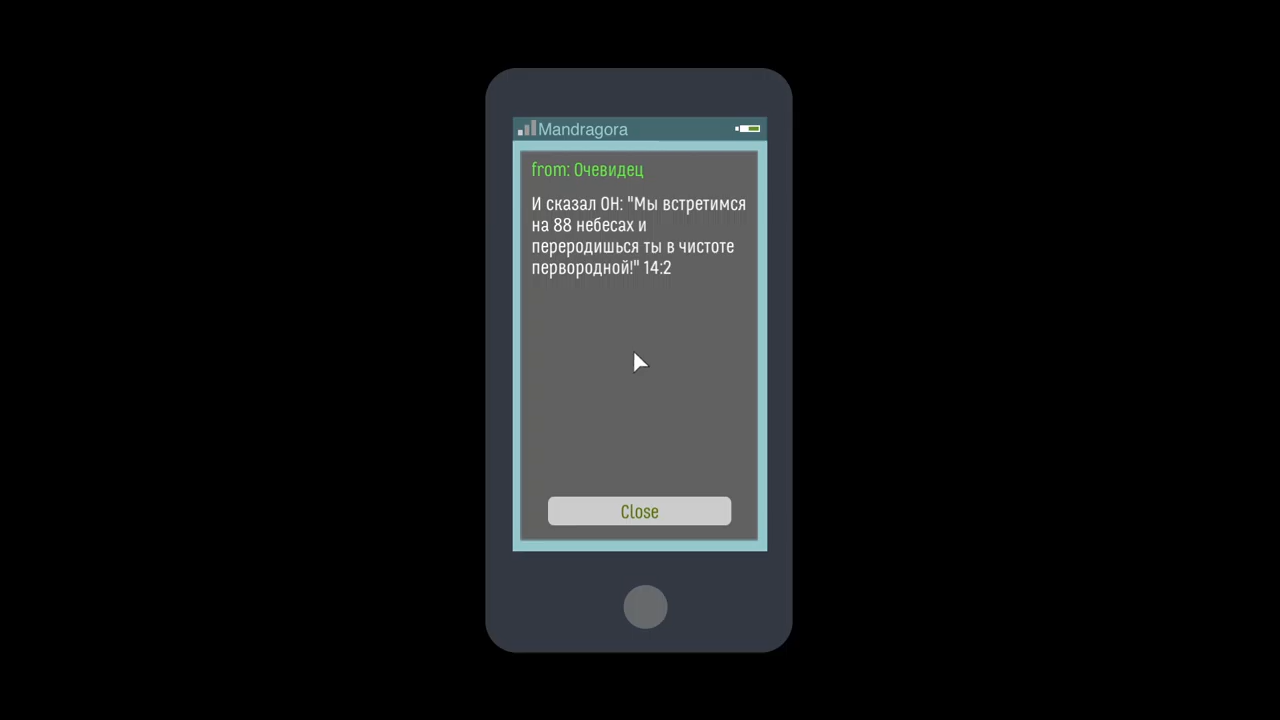 Mandragora
from: Очевидец
И сказал ОН: "Мы встретимся
на 88 небесах и
переродишься ты в чистоте
первородной!" 14:2
Close